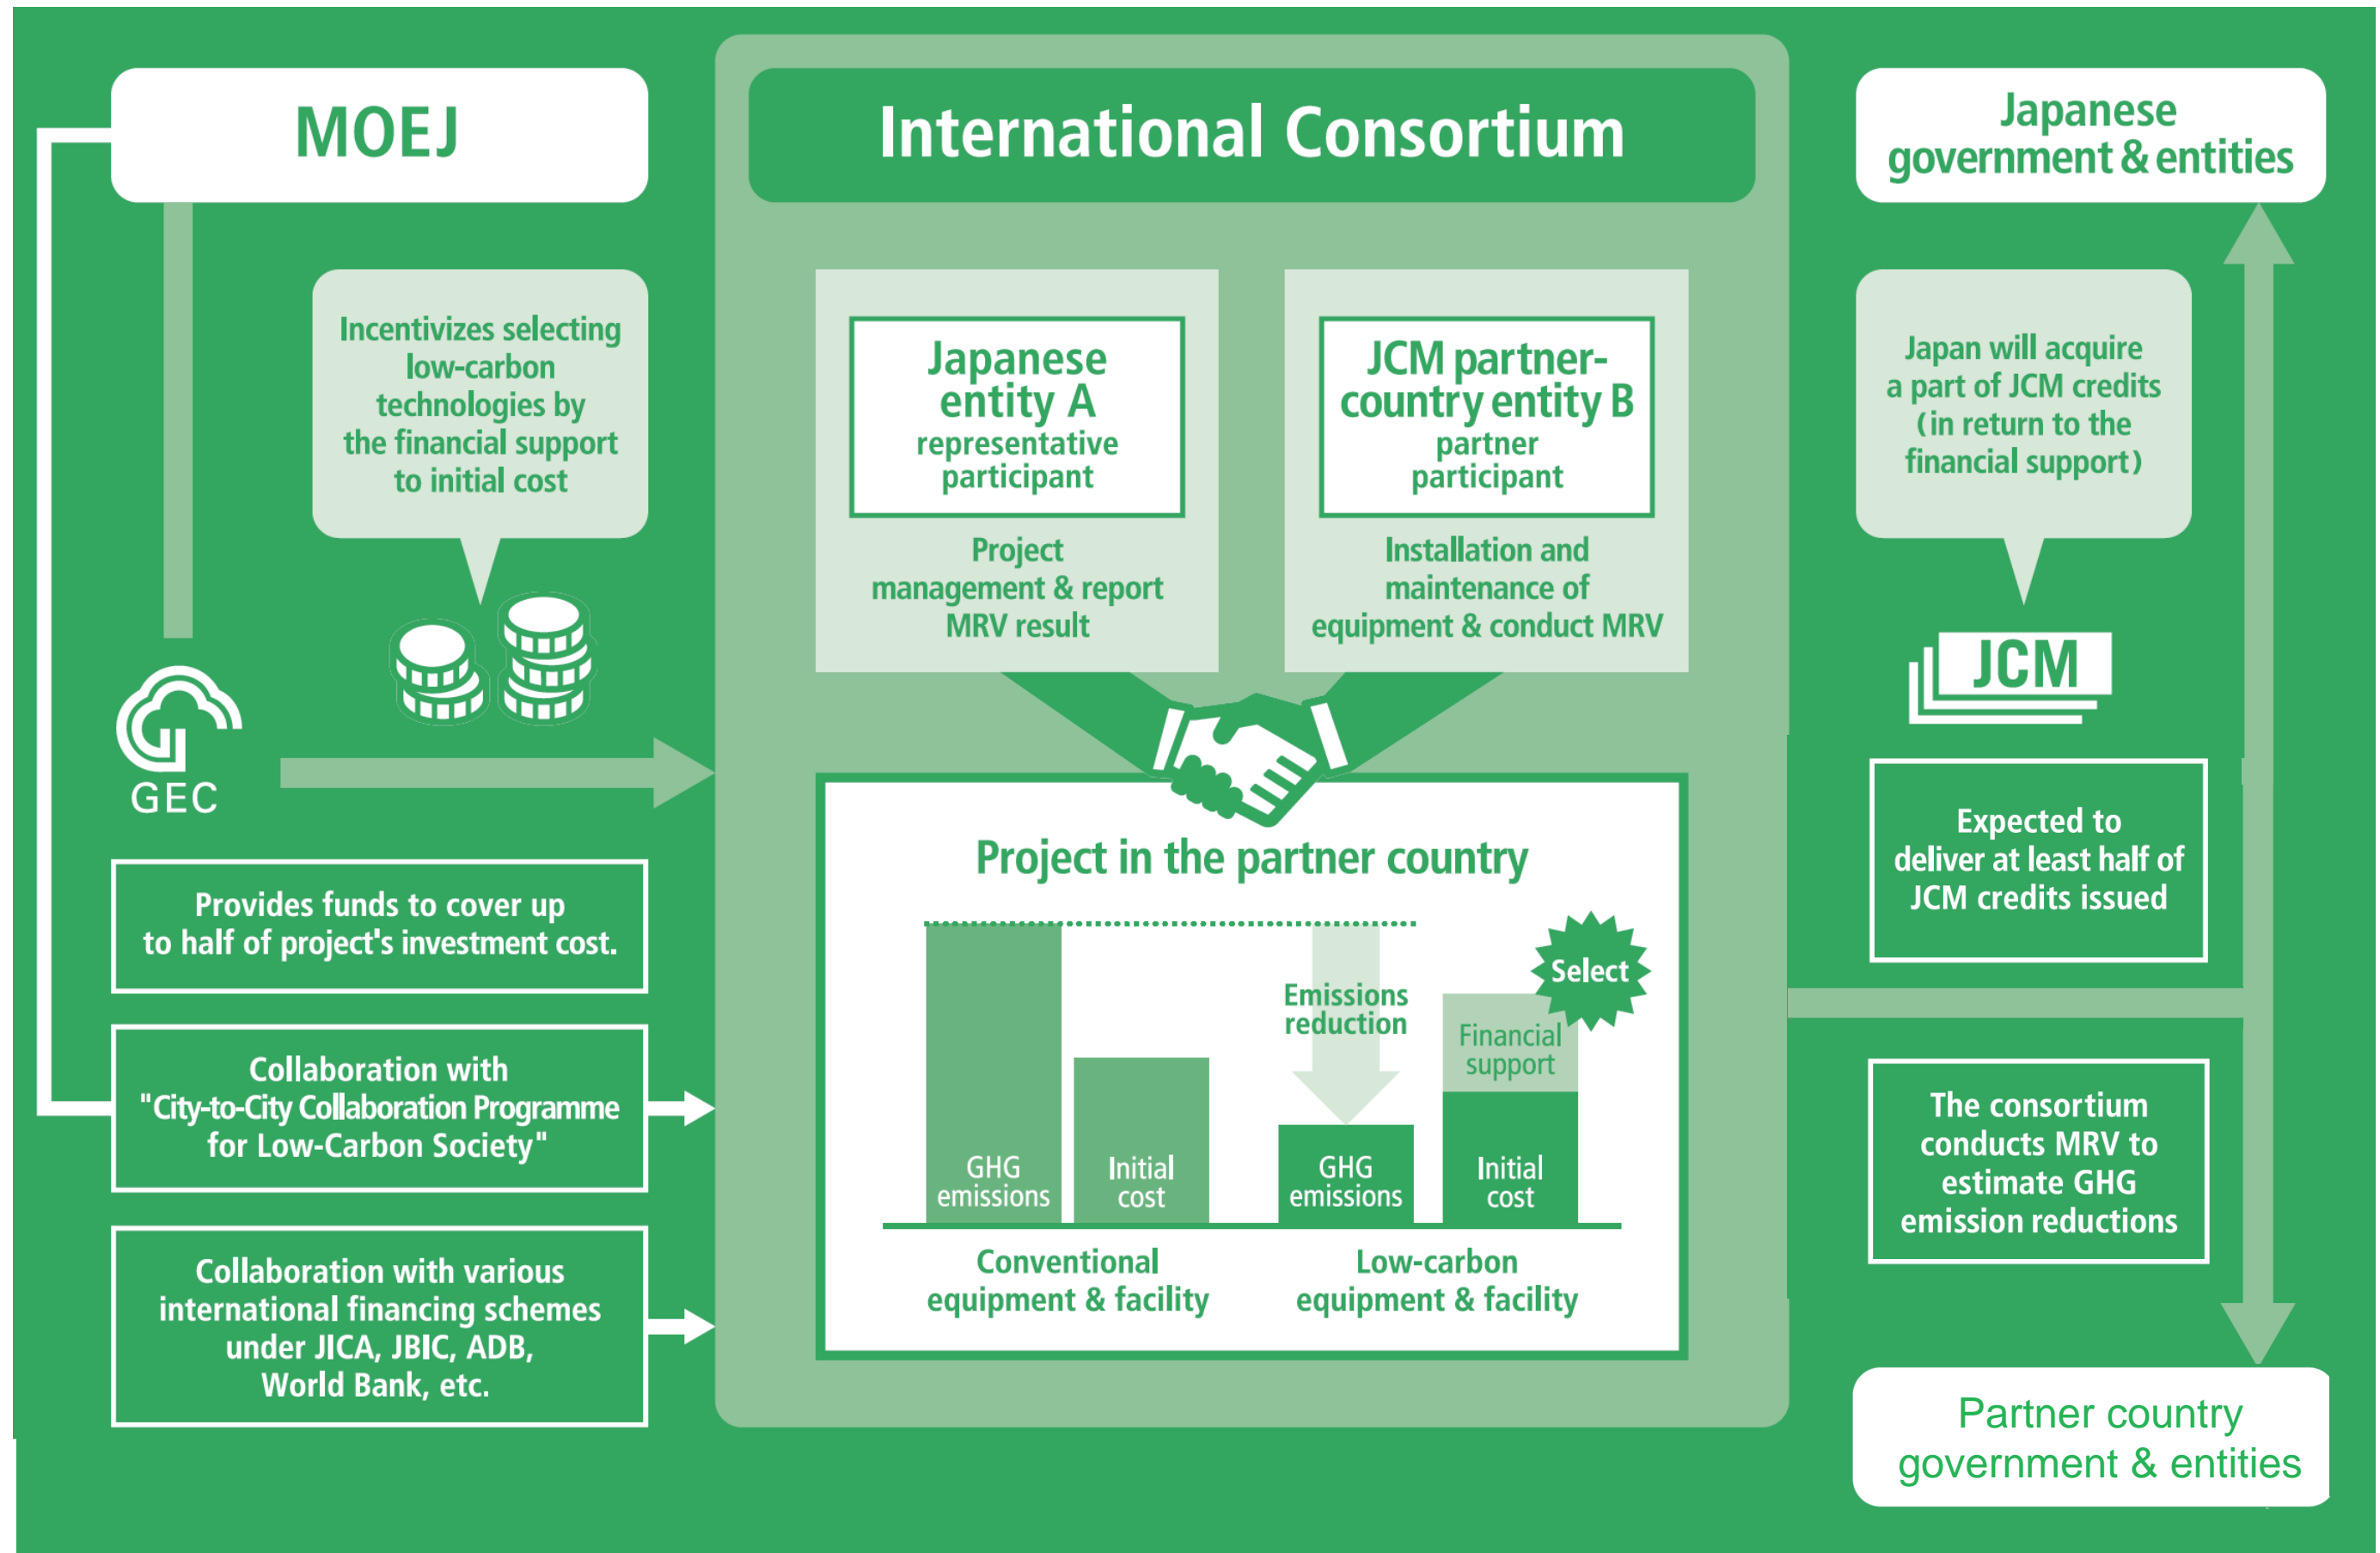 MOEJ
Incentivizes selecting
low-carbon
technologies by
the financial support
to initial cost
GEC
Provides funds to cover up
to half of project's investment cost.
Collaboration with
"City-to-City Collaboration Programme
for Low-Carbon Society"
Collaboration with various
international financing schemes
under JICA, JBIC, ADB,
World Bank, etc.
International Consortium
Japanese
entity A
representative
participant
Project
management & report
MRV result
JCM partner-
country entity B
partner
participant
Installation and
maintenance of
equipment & conduct MRV
Project in the partner country
GHG
emissions
Initial
cost
Conventional
equipment & facility
Emissions
reduction
GHG
emissions
Select
Financial
support
Initial
cost
Low-carbon
equipment & facility
Japanese
government & entities
Japan will acquire
a part of JCM credits
(in return to the
financial support)
JCM
Expected to
deliver at least half of
JCM credits issued
The consortium
conducts MRV to
estimate GHG
emission reductions
Partner country
government & entities